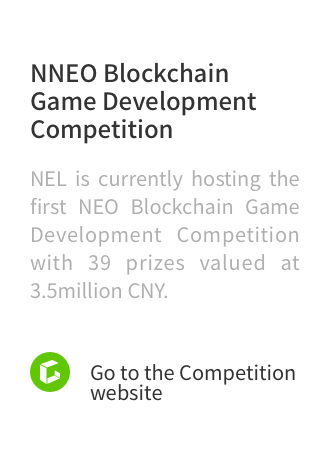 NNEO Blockchain
Game Development
Competition
NEL is currently hosting the
first NEO Blockchain Game
Development Competition
with 39 prizes valued at
3.5million CNY.
Go to the Competition
website